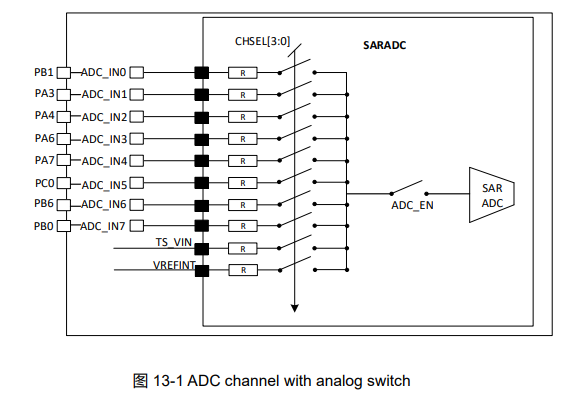 CHSEL[3:0]
SARADC
PB1 ADC_IN0 R
PA3 ADC_IN1 R
PA4 ADC_IN2 R
PA6 ADC_IN3 R
PA7 ADC_IN4 R
PC0 ADC_IN5 R
PB6 ADC_IN6 R
PB0 ADC_IN7 R
TS_VIN R
VREFINT R
ADC_EN
SAR
ADC
图 13-1 ADC channel with analog switch